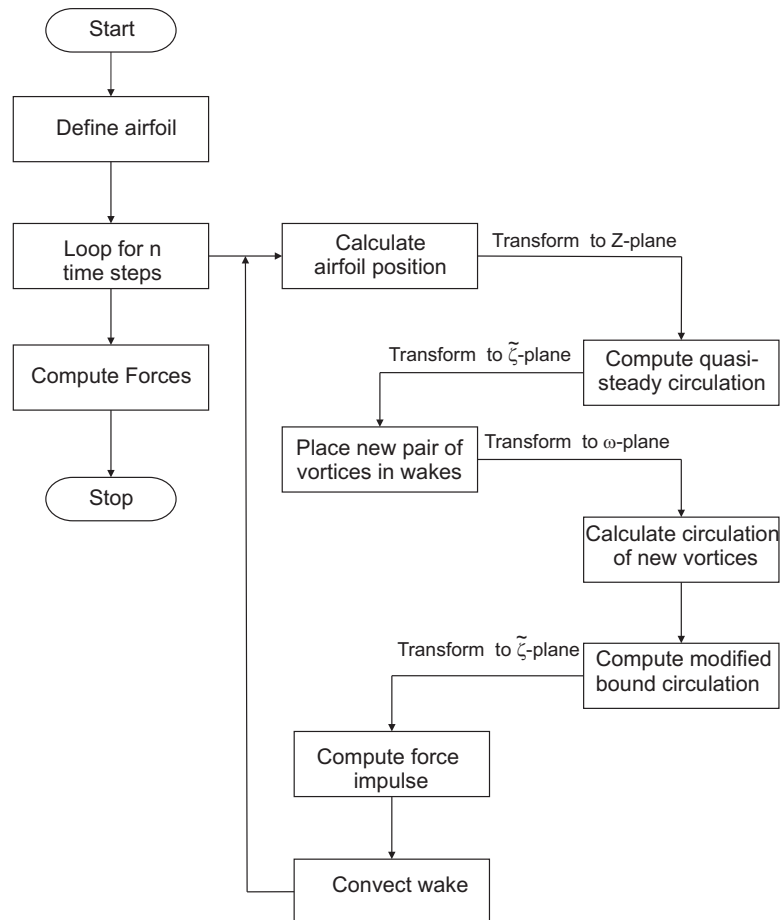 Start
Define airfoil
Loop for n
time steps
Compute Forces
Stop
Calculate
airfoil position
Transform to Z-plane
Compute quasi-
steady circulation
Transform to ζ̃-plane
Place new pair of
vortices in wakes
Transform to ω-plane
Calculate circulation
of new vortices
Compute modified
bound circulation
Transform to ζ̃-plane
Compute force
impulse
Convect wake